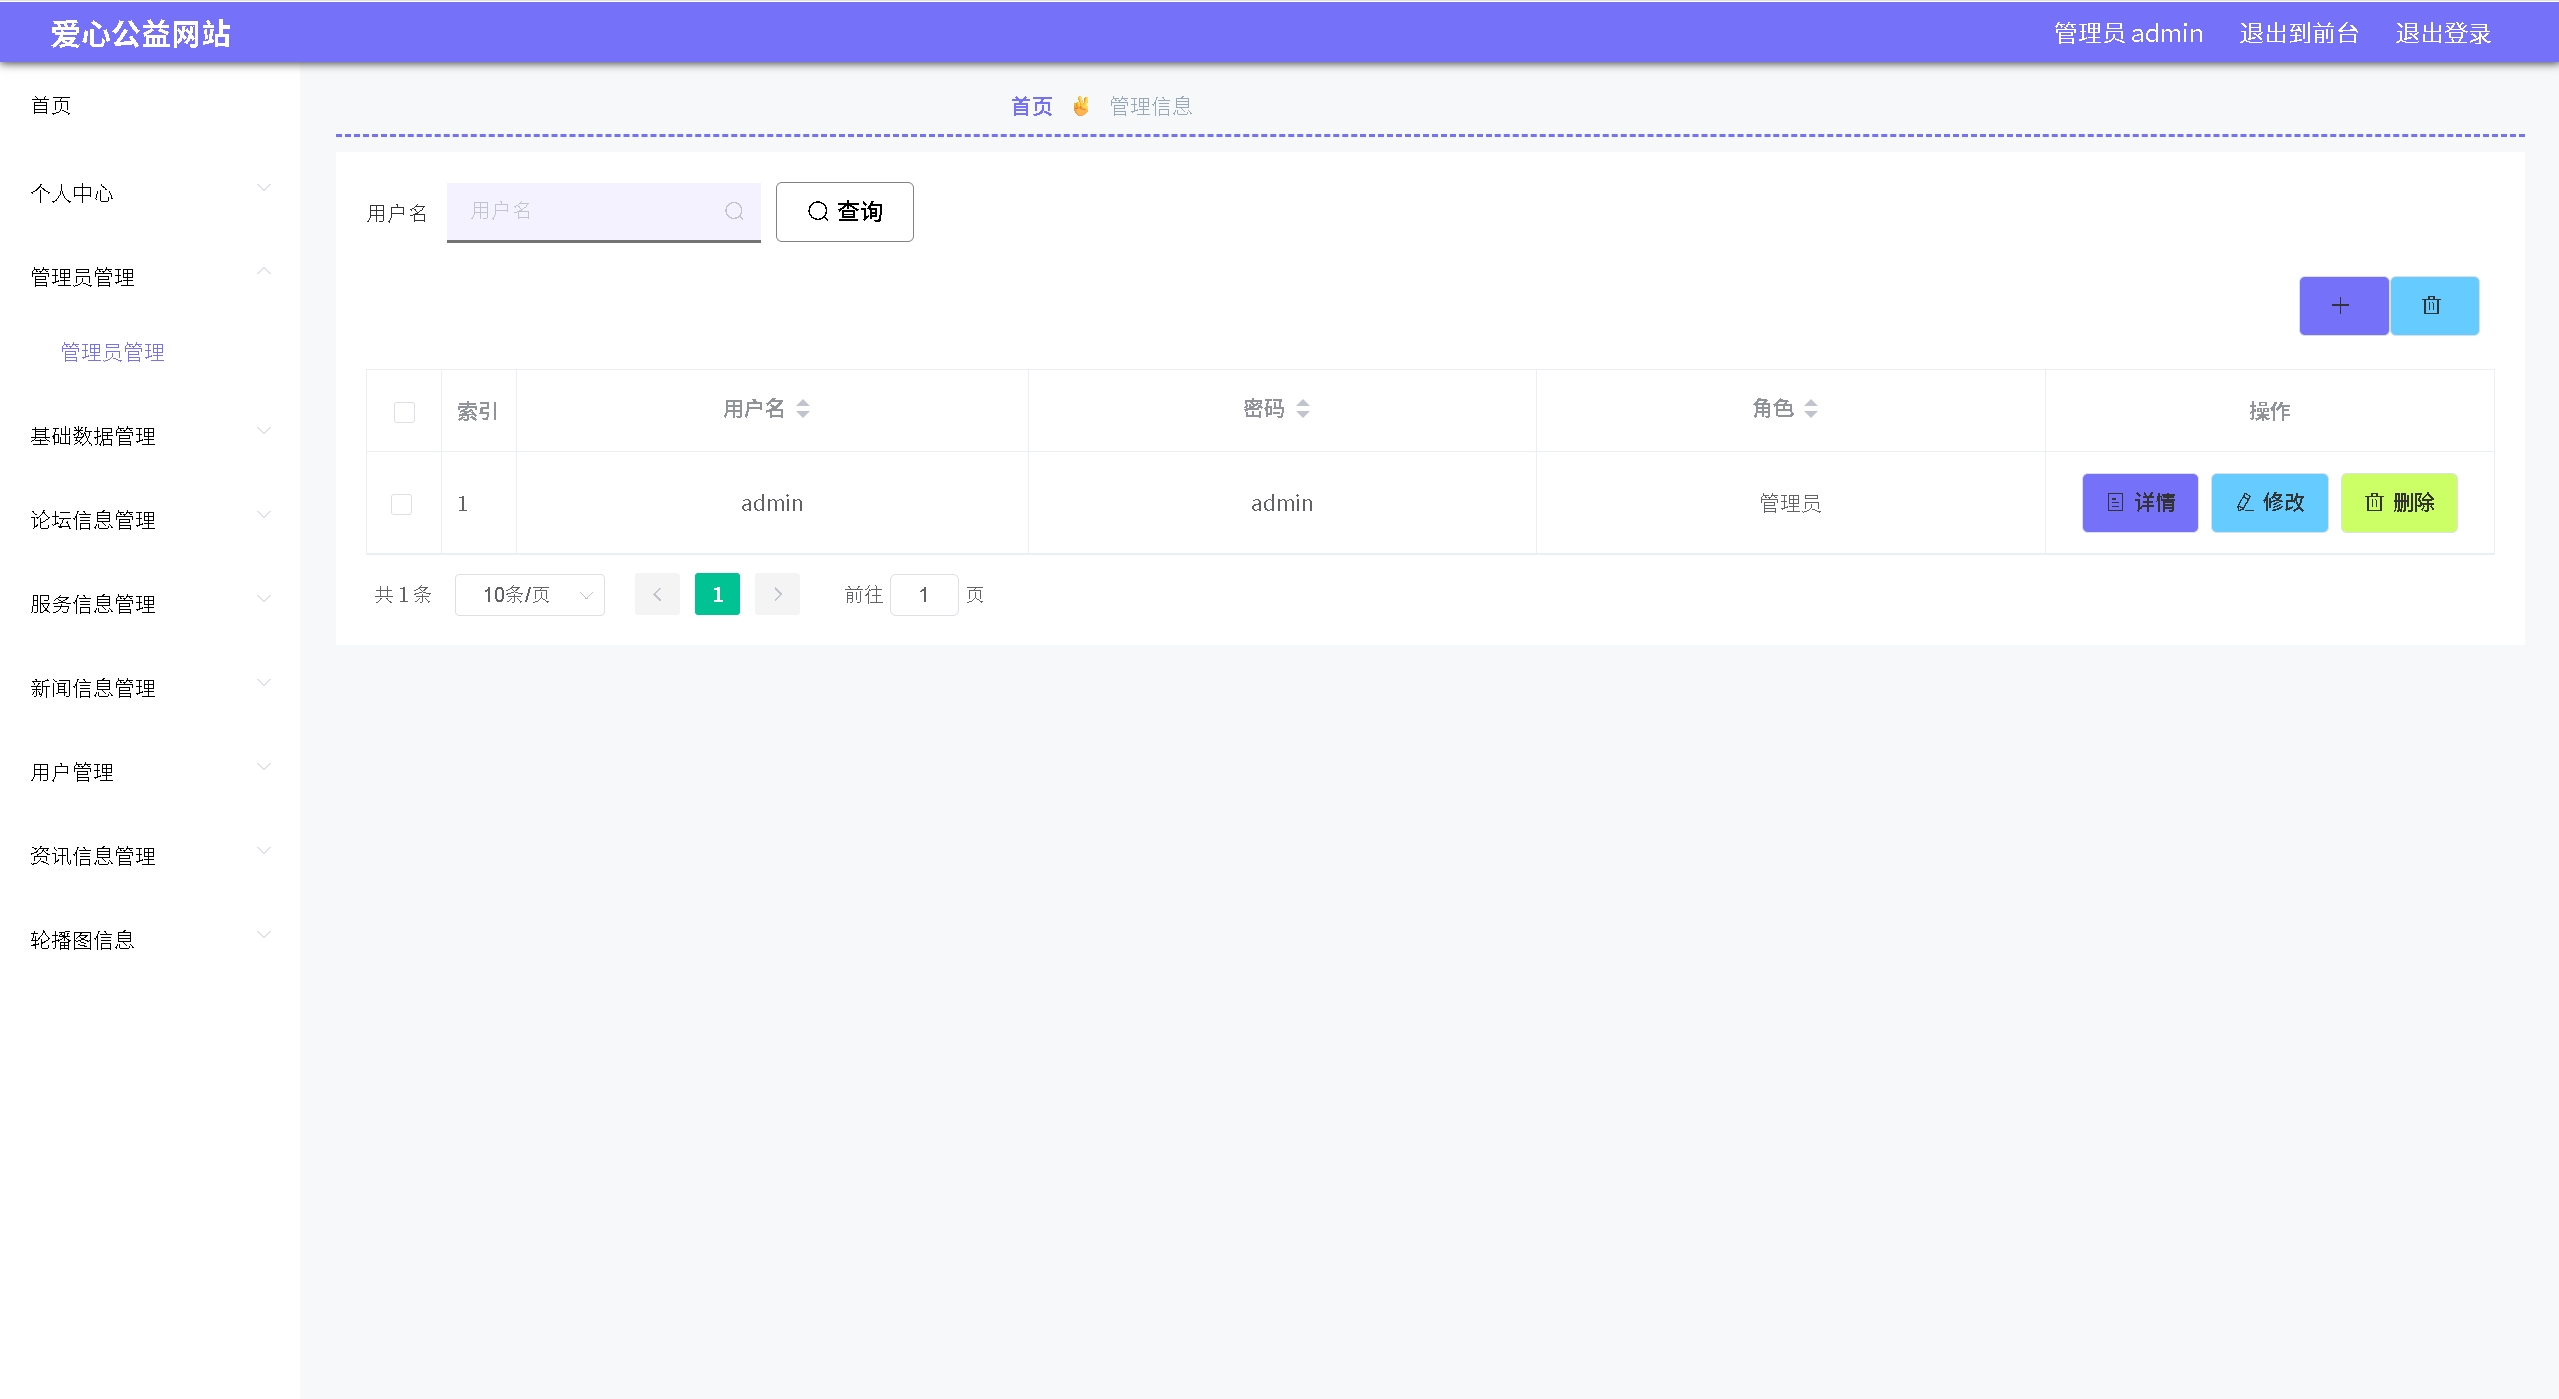 爱心公益网站
管理员 admin 退出到前台 退出登录
首页
个人中心
管理员管理
管理员管理
基础数据管理
论坛信息管理
服务信息管理
新闻信息管理
用户管理
资讯信息管理
轮播图信息
首页 ✌ 管理信息
用户名 用户名 查询
索引 用户名 密码 角色 操作
1 admin admin 管理员 详情 修改 删除
共 1 条 10条/页 1 前往 1 页